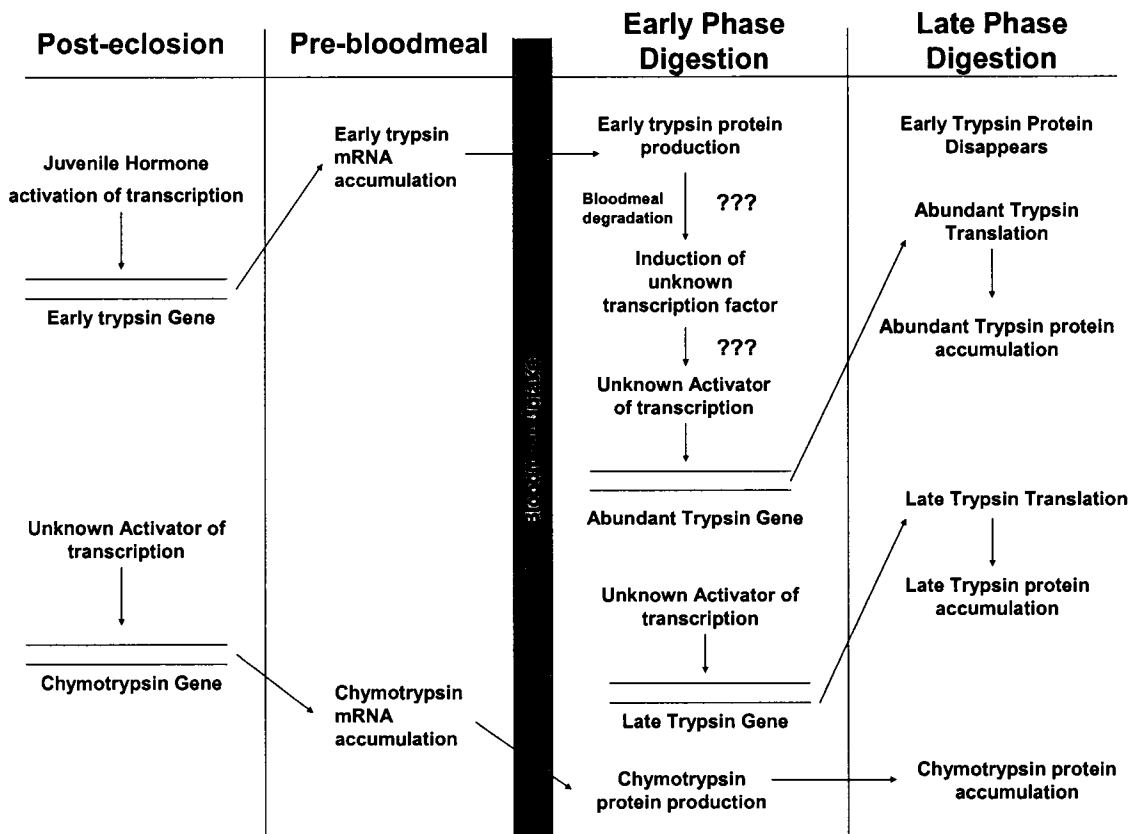 Post-eclosion
Pre-bloodmeal
Early Phase
Digestion
Late Phase
Digestion
Juvenile Hormone
activation of transcription
Early trypsin Gene
Unknown Activator of
transcription
Chymotrypsin Gene
Early trypsin
mRNA
accumulation
Chymotrypsin
mRNA
accumulation
Early trypsin protein
production
Bloodmeal
degradation
???
Induction of
unknown
transcription factor
???
Unknown Activator
of transcription
Abundant Trypsin Gene
Unknown Activator of
transcription
Late Trypsin Gene
Chymotrypsin
protein production
Early Trypsin Protein
Disappears
Abundant Trypsin
Translation
Abundant Trypsin protein
accumulation
Late Trypsin Translation
Late Trypsin protein
accumulation
Chymotrypsin protein
accumulation